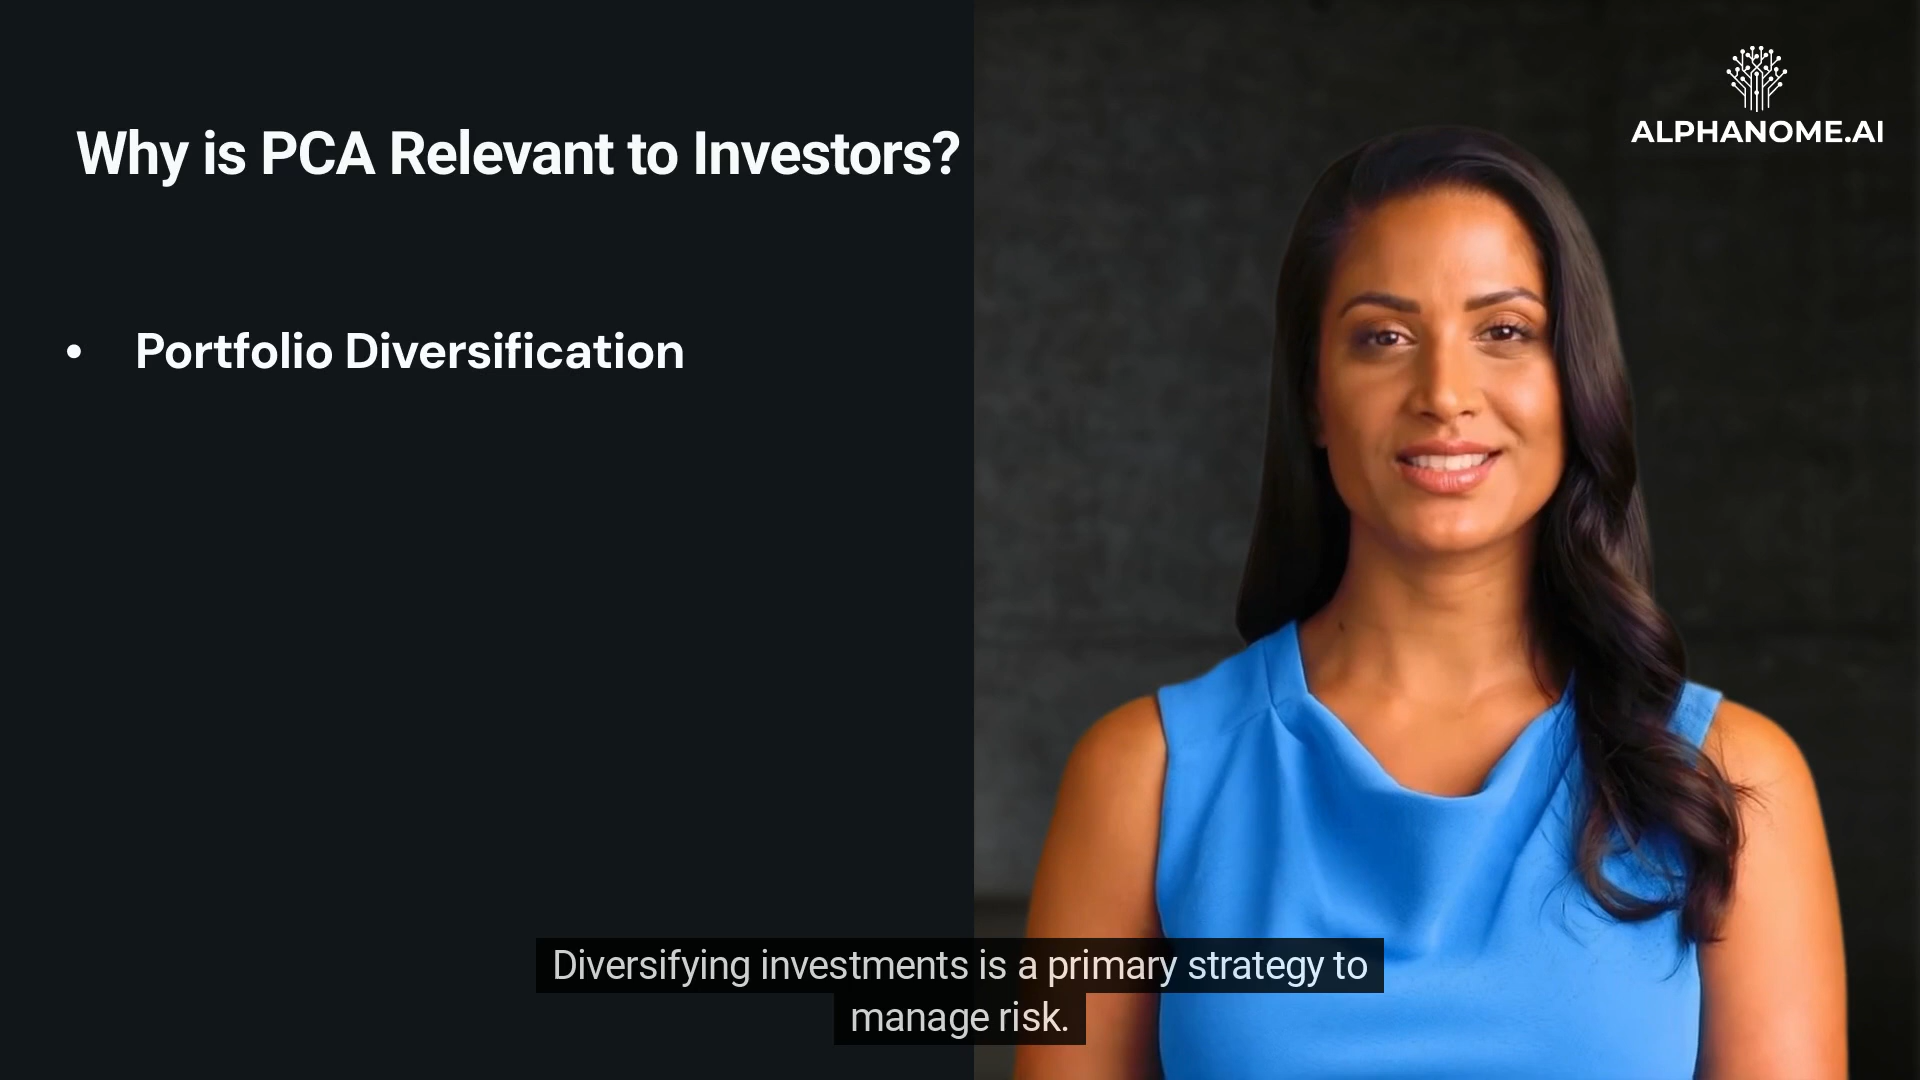 ALPHANOME.AI
Why is PCA Relevant to Investors?
• Portfolio Diversification
Diversifying investments is a primary strategy to
manage risk.